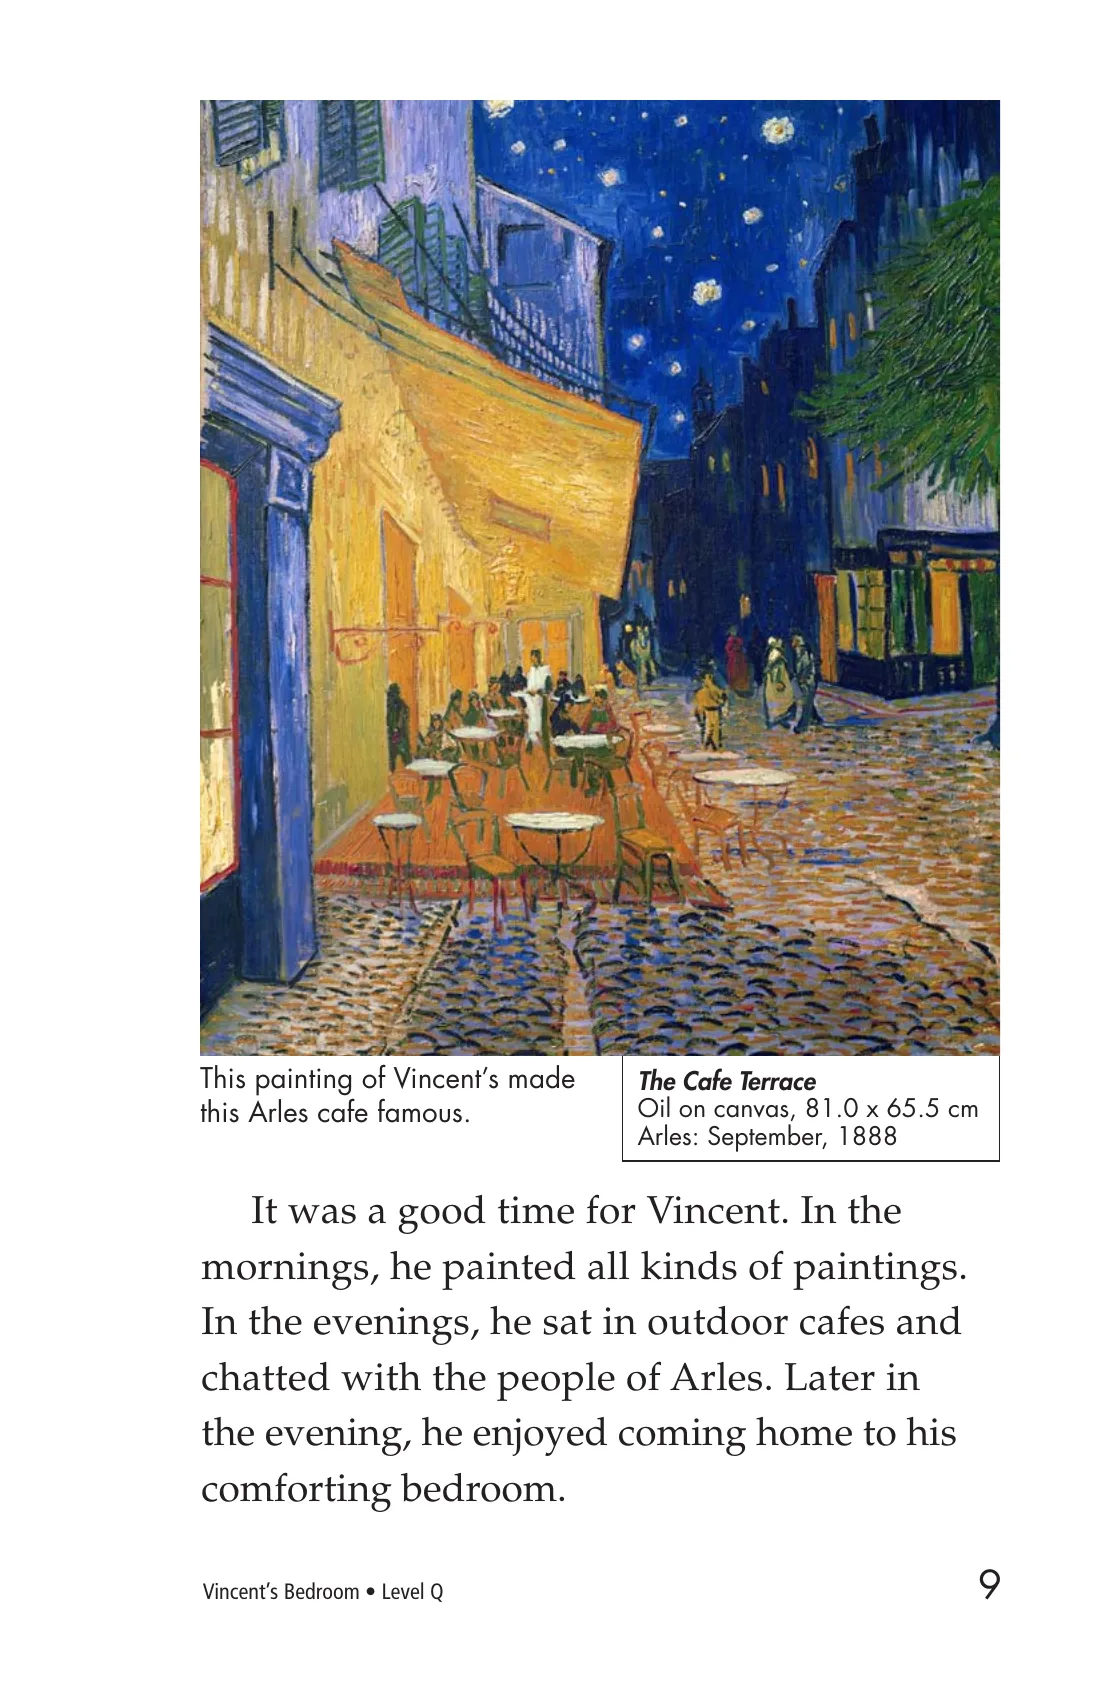 This painting of Vincent’s made
this Arles cafe famous.
The Cafe Terrace
Oil on canvas, 81.0 x 65.5 cm
Arles: September, 1888
It was a good time for Vincent. In the
mornings, he painted all kinds of paintings.
In the evenings, he sat in outdoor cafes and
chatted with the people of Arles. Later in
the evening, he enjoyed coming home to his
comforting bedroom.
Vincent’s Bedroom • Level Q
9